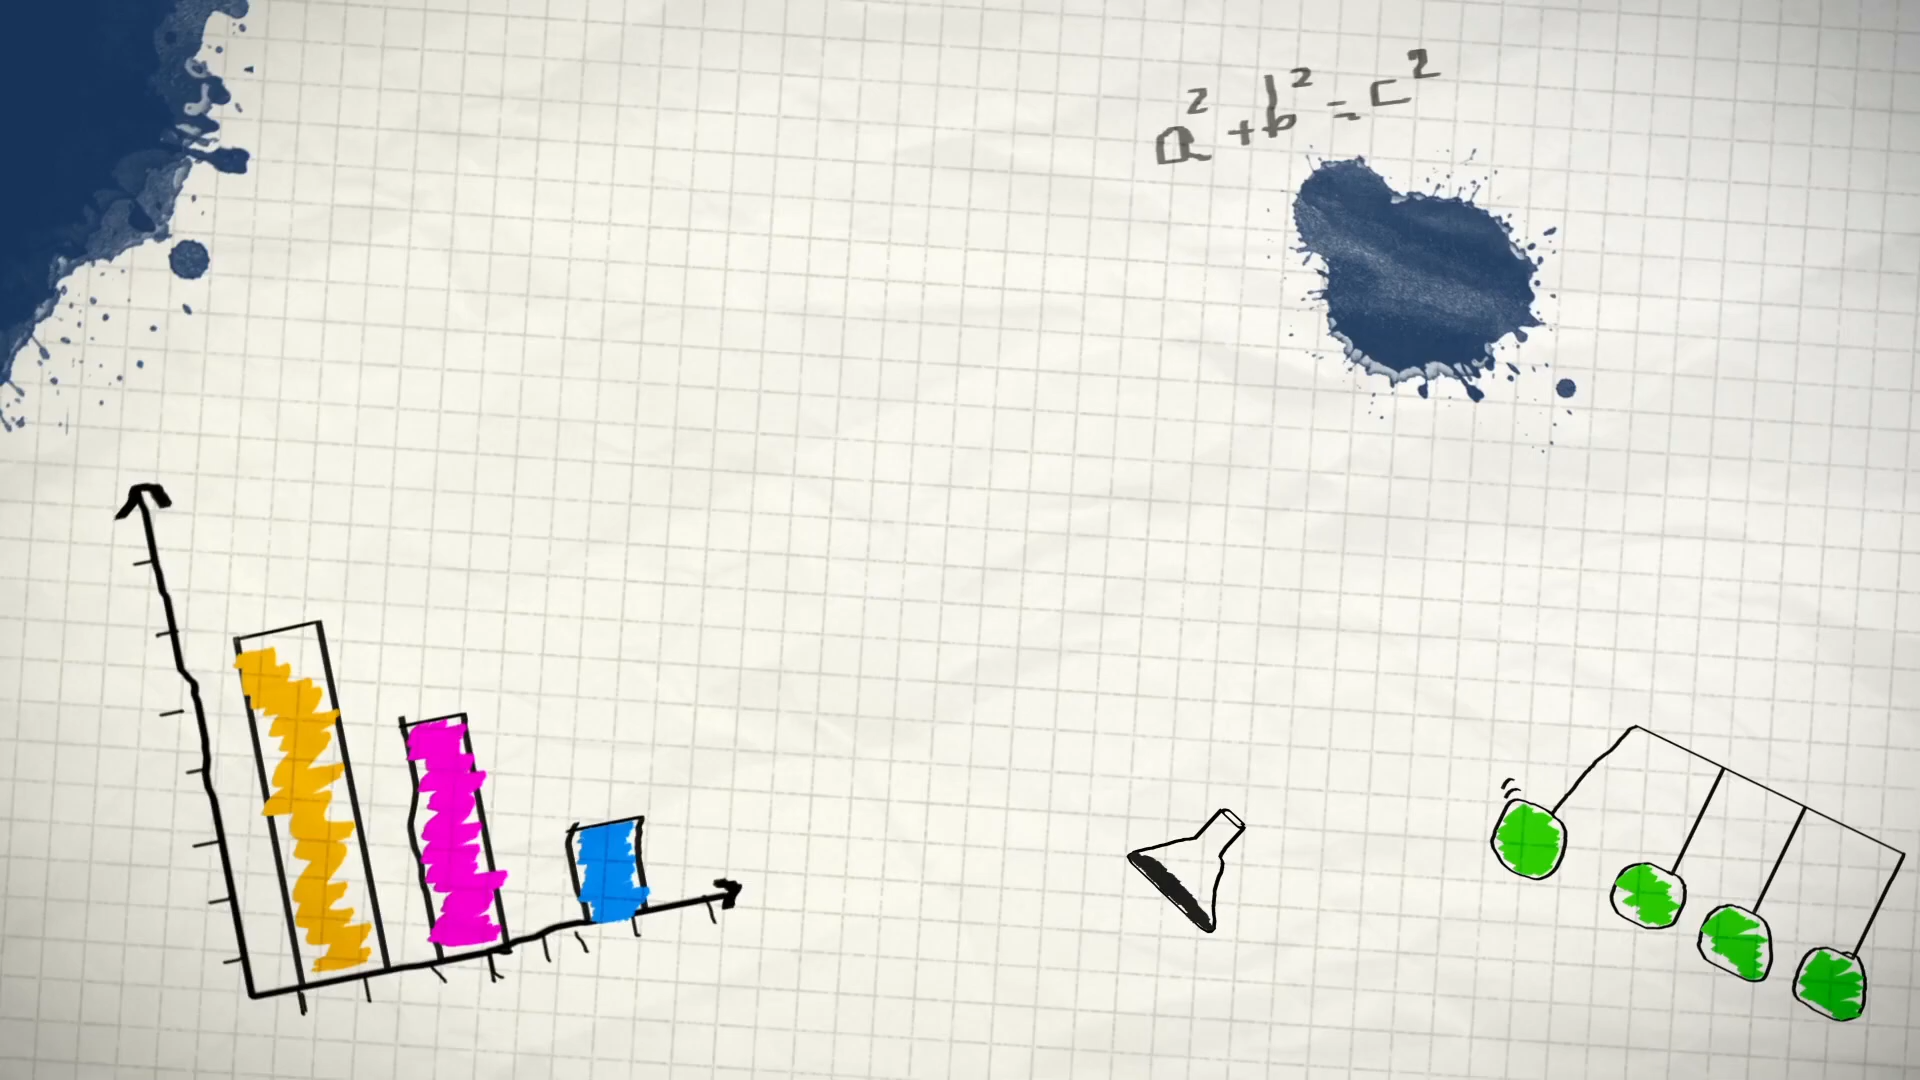 a² + b² = c²